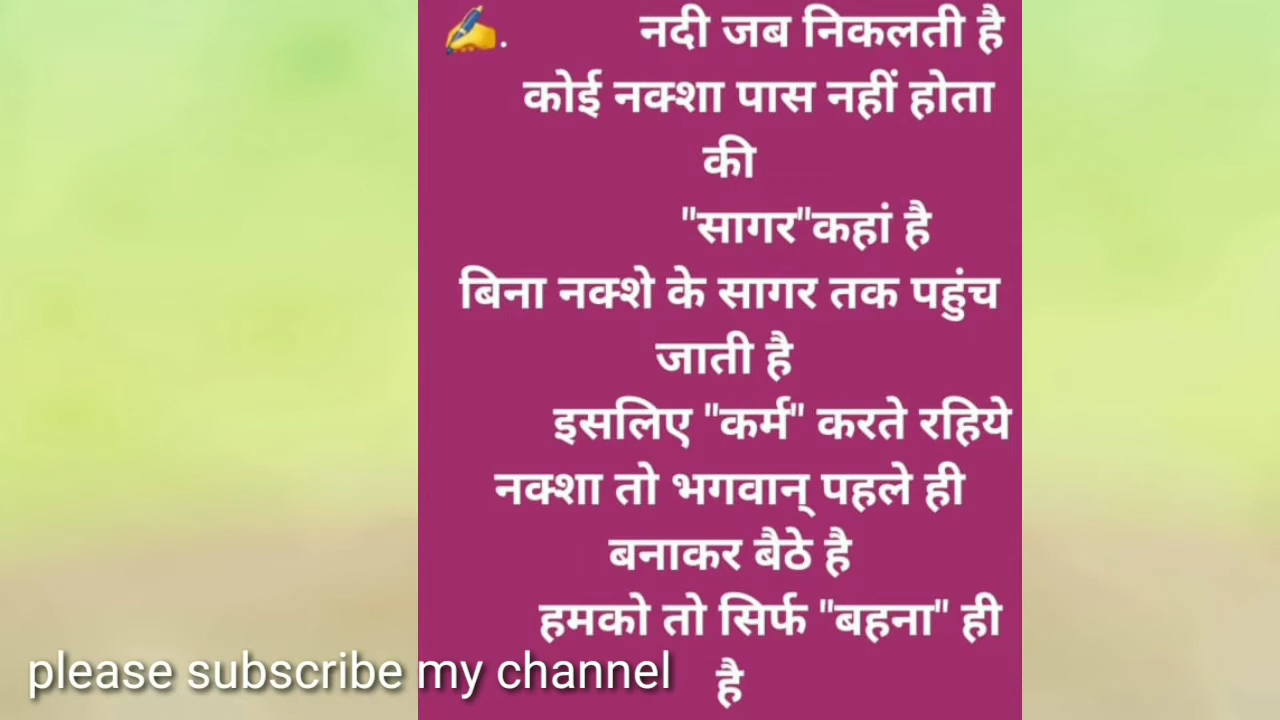 ✍️. नदी जब निकलती है
कोई नक्शा पास नहीं होता
की
"सागर"कहां है
बिना नक्शे के सागर तक पहुंच
जाती है
इसलिए "कर्म" करते रहिये
नक्शा तो भगवान् पहले ही
बनाकर बैठे है
हमको तो सिर्फ "बहना" ही
है
please subscribe my channel